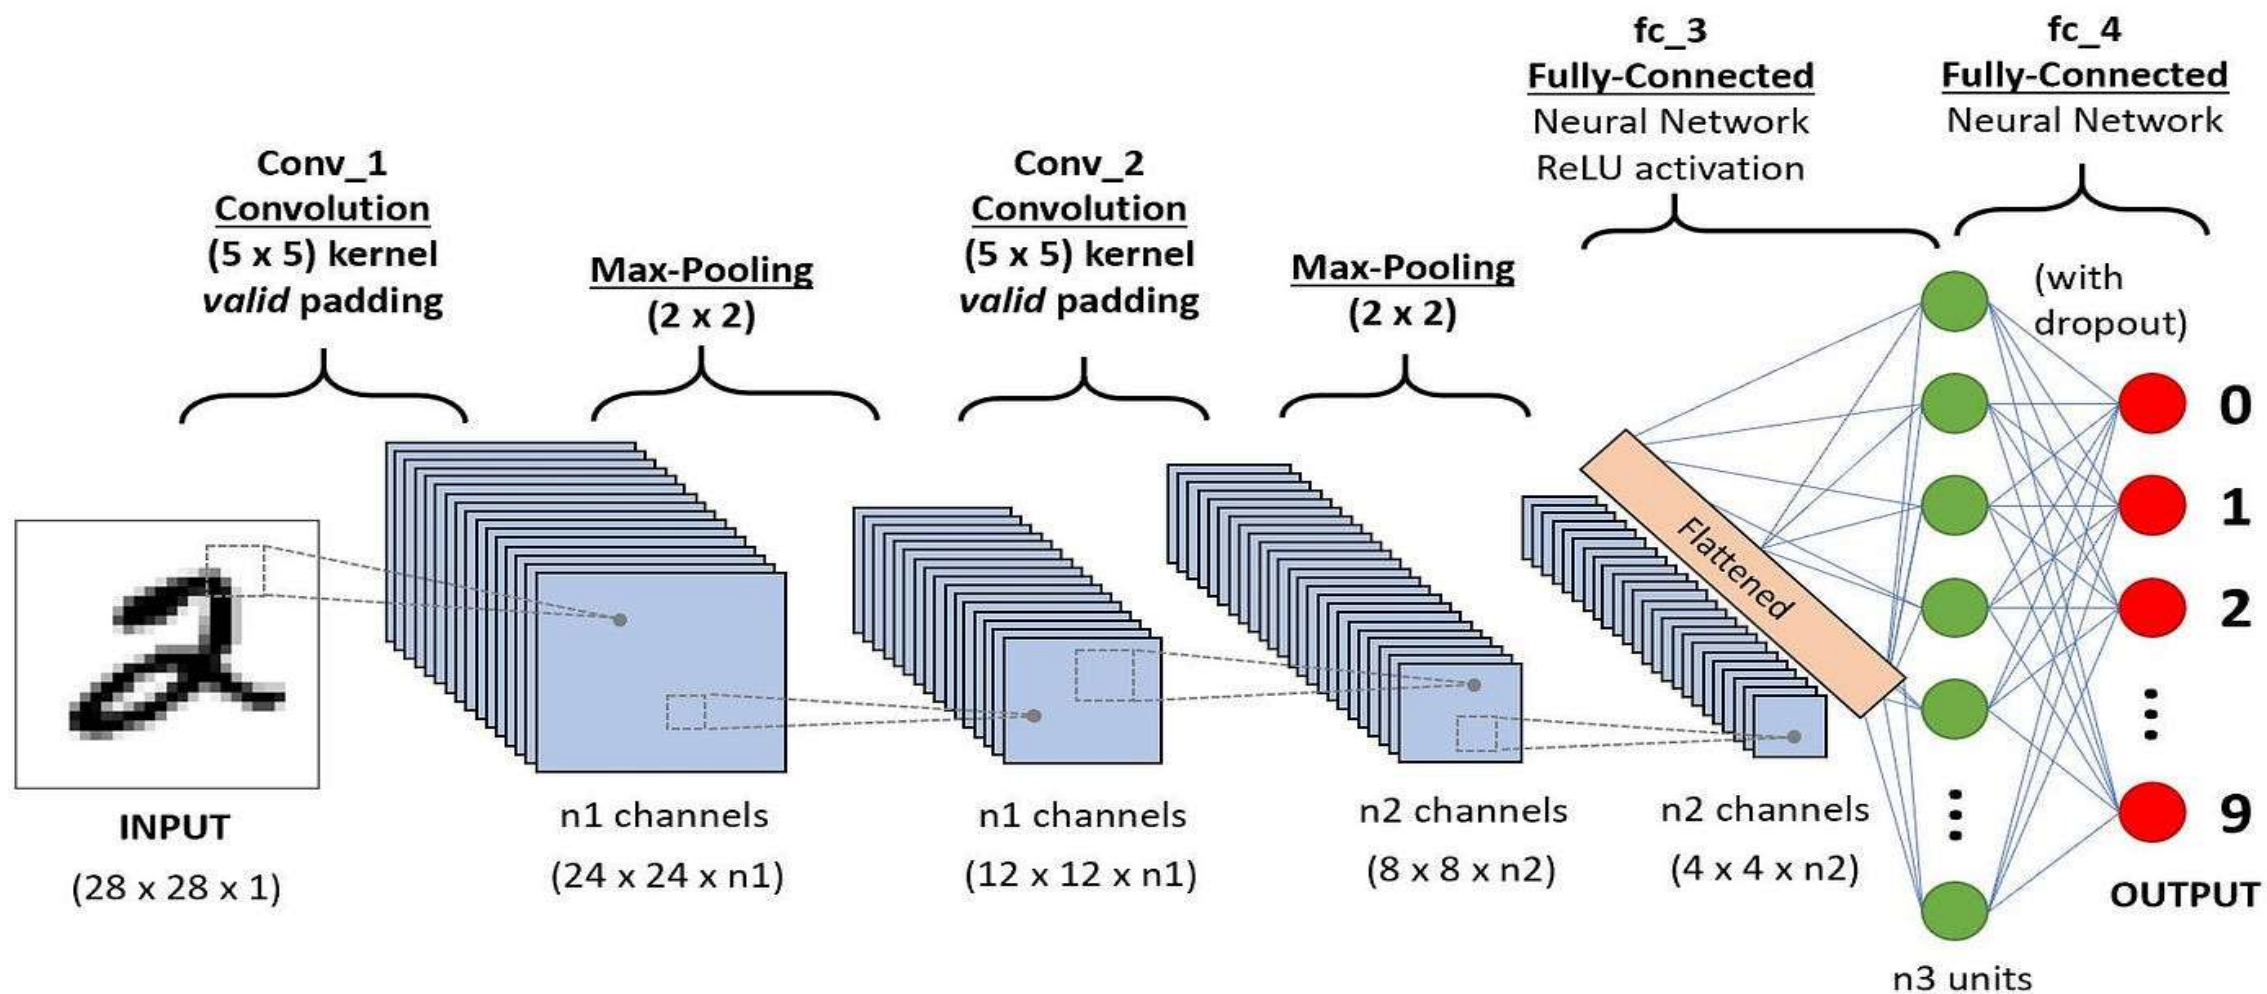 Conv_1
Convolution
(5 x 5) kernel
valid padding
Max-Pooling
(2 x 2)
Conv_2
Convolution
(5 x 5) kernel
valid padding
Max-Pooling
(2 x 2)
fc_3
Fully-Connected
Neural Network
ReLU activation
fc_4
Fully-Connected
Neural Network
(with
dropout)
Flattened
0
1
2
9
INPUT
(28 x 28 x 1)
n1 channels
(24 x 24 x n1)
n1 channels
(12 x 12 x n1)
n2 channels
(8 x 8 x n2)
n2 channels
(4 x 4 x n2)
n3 units
OUTPUT